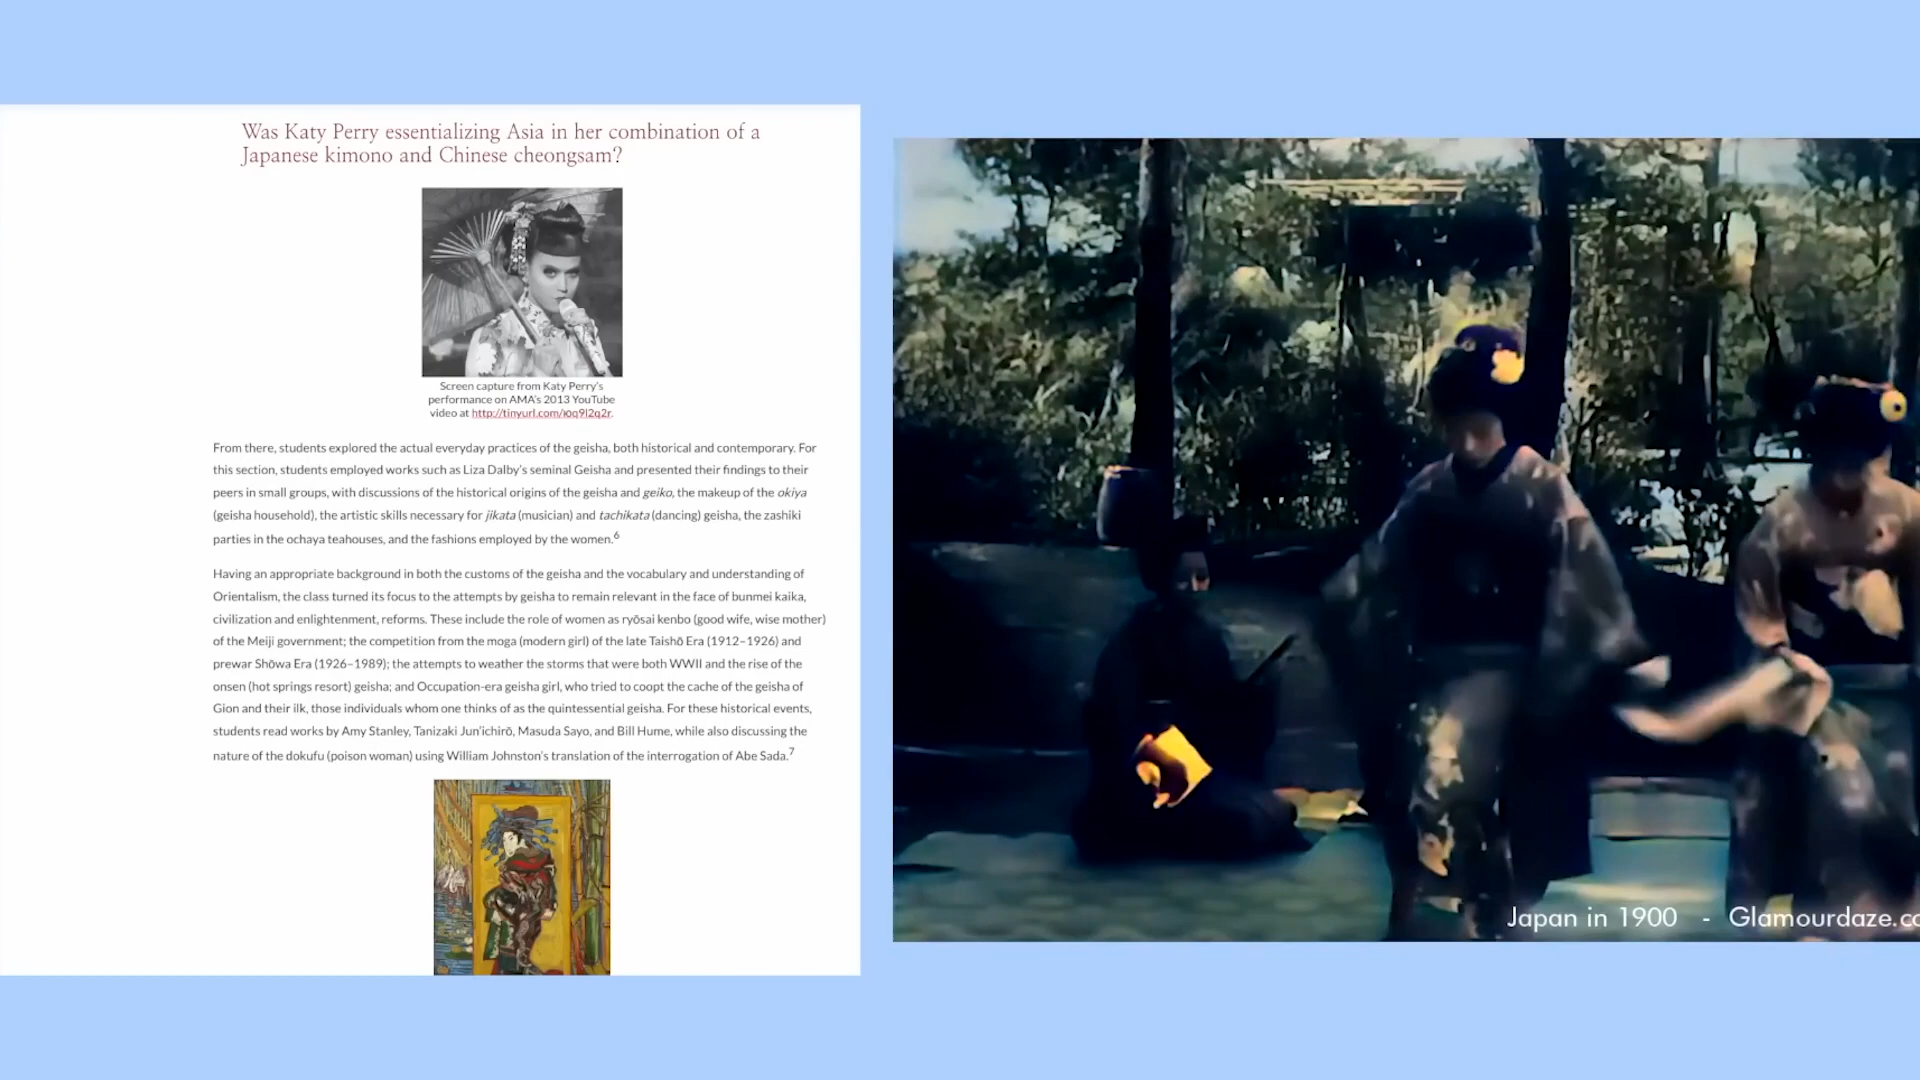 Was Katy Perry essentializing Asia in her combination of a
Japanese kimono and Chinese cheongsam?
Screen capture from Katy Perry's
performance on AMA's 2013 YouTube
video at http://tinyurl.com/ioq9l2q2r.
From there, students explored the actual everyday practices of the geisha, both historical and contemporary. For
this section, students employed works such as Liza Dalby's seminal Geisha and presented their findings to their
peers in small groups, with discussions of the historical origins of the geisha and geiko, the makeup of the okiya
(geisha household), the artistic skills necessary for jikata (musician) and tachikata (dancing) geisha, the zashiki
parties in the ochaya teahouses, and the fashions employed by the women.6
Having an appropriate background in both the customs of the geisha and the vocabulary and understanding of
Orientalism, the class turned its focus to the attempts by geisha to remain relevant in the face of bunmei kaika,
civilization and enlightenment, reforms. These include the role of women as ryōsai kenbo (good wife, wise mother)
of the Meiji government; the competition from the moga (modern girl) of the late Taishō Era (1912–1926) and
prewar Shōwa Era (1926–1989); the attempts to weather the storms that were both WWII and the rise of the
onsen (hot springs resort) geisha; and Occupation-era geisha girl, who tried to coopt the cache of the geisha of
Gion and their ilk, those individuals whom one thinks of as the quintessential geisha. For these historical events,
students read works by Amy Stanley, Tanizaki Jun'ichirō, Masuda Sayo, and Bill Hume, while also discussing the
nature of the dokufu (poison woman) using William Johnston's translation of the interrogation of Abe Sada.7
Japan in 1900 - Glamourdaze.co